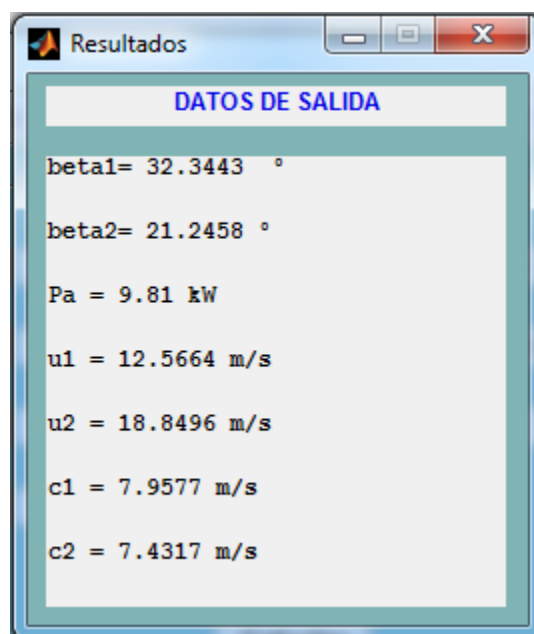 Resultados
DATOS DE SALIDA
beta1= 32.3443 º
beta2= 21.2458 º
Pa = 9.81 kW
u1 = 12.5664 m/s
u2 = 18.8496 m/s
c1 = 7.9577 m/s
c2 = 7.4317 m/s